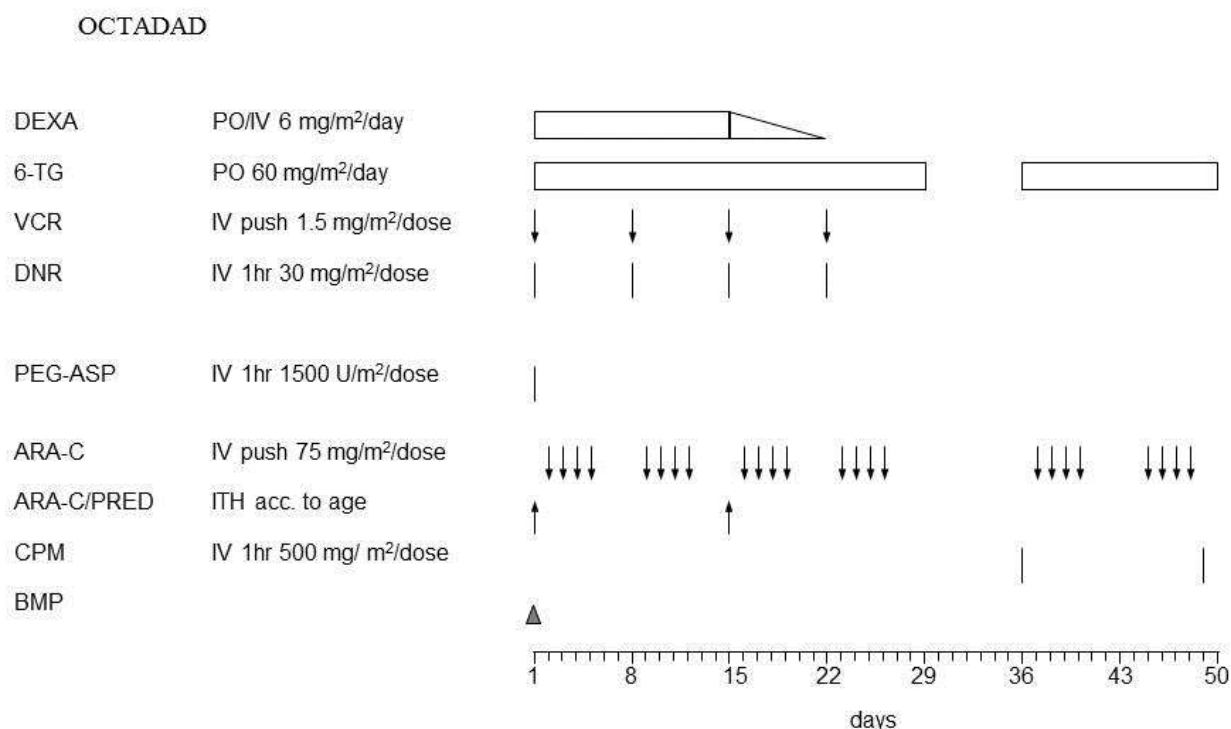 OCTADAD
DEXA PO/IV 6 mg/m²/day
6-TG PO 60 mg/m²/day
VCR IV push 1.5 mg/m²/dose
DNR IV 1hr 30 mg/m²/dose
PEG-ASP IV 1hr 1500 U/m²/dose
ARA-C IV push 75 mg/m²/dose
ARA-C/PRED ITH acc. to age
CPM IV 1hr 500 mg/ m²/dose
BMP
1 8 15 22 29 36 43 50
days